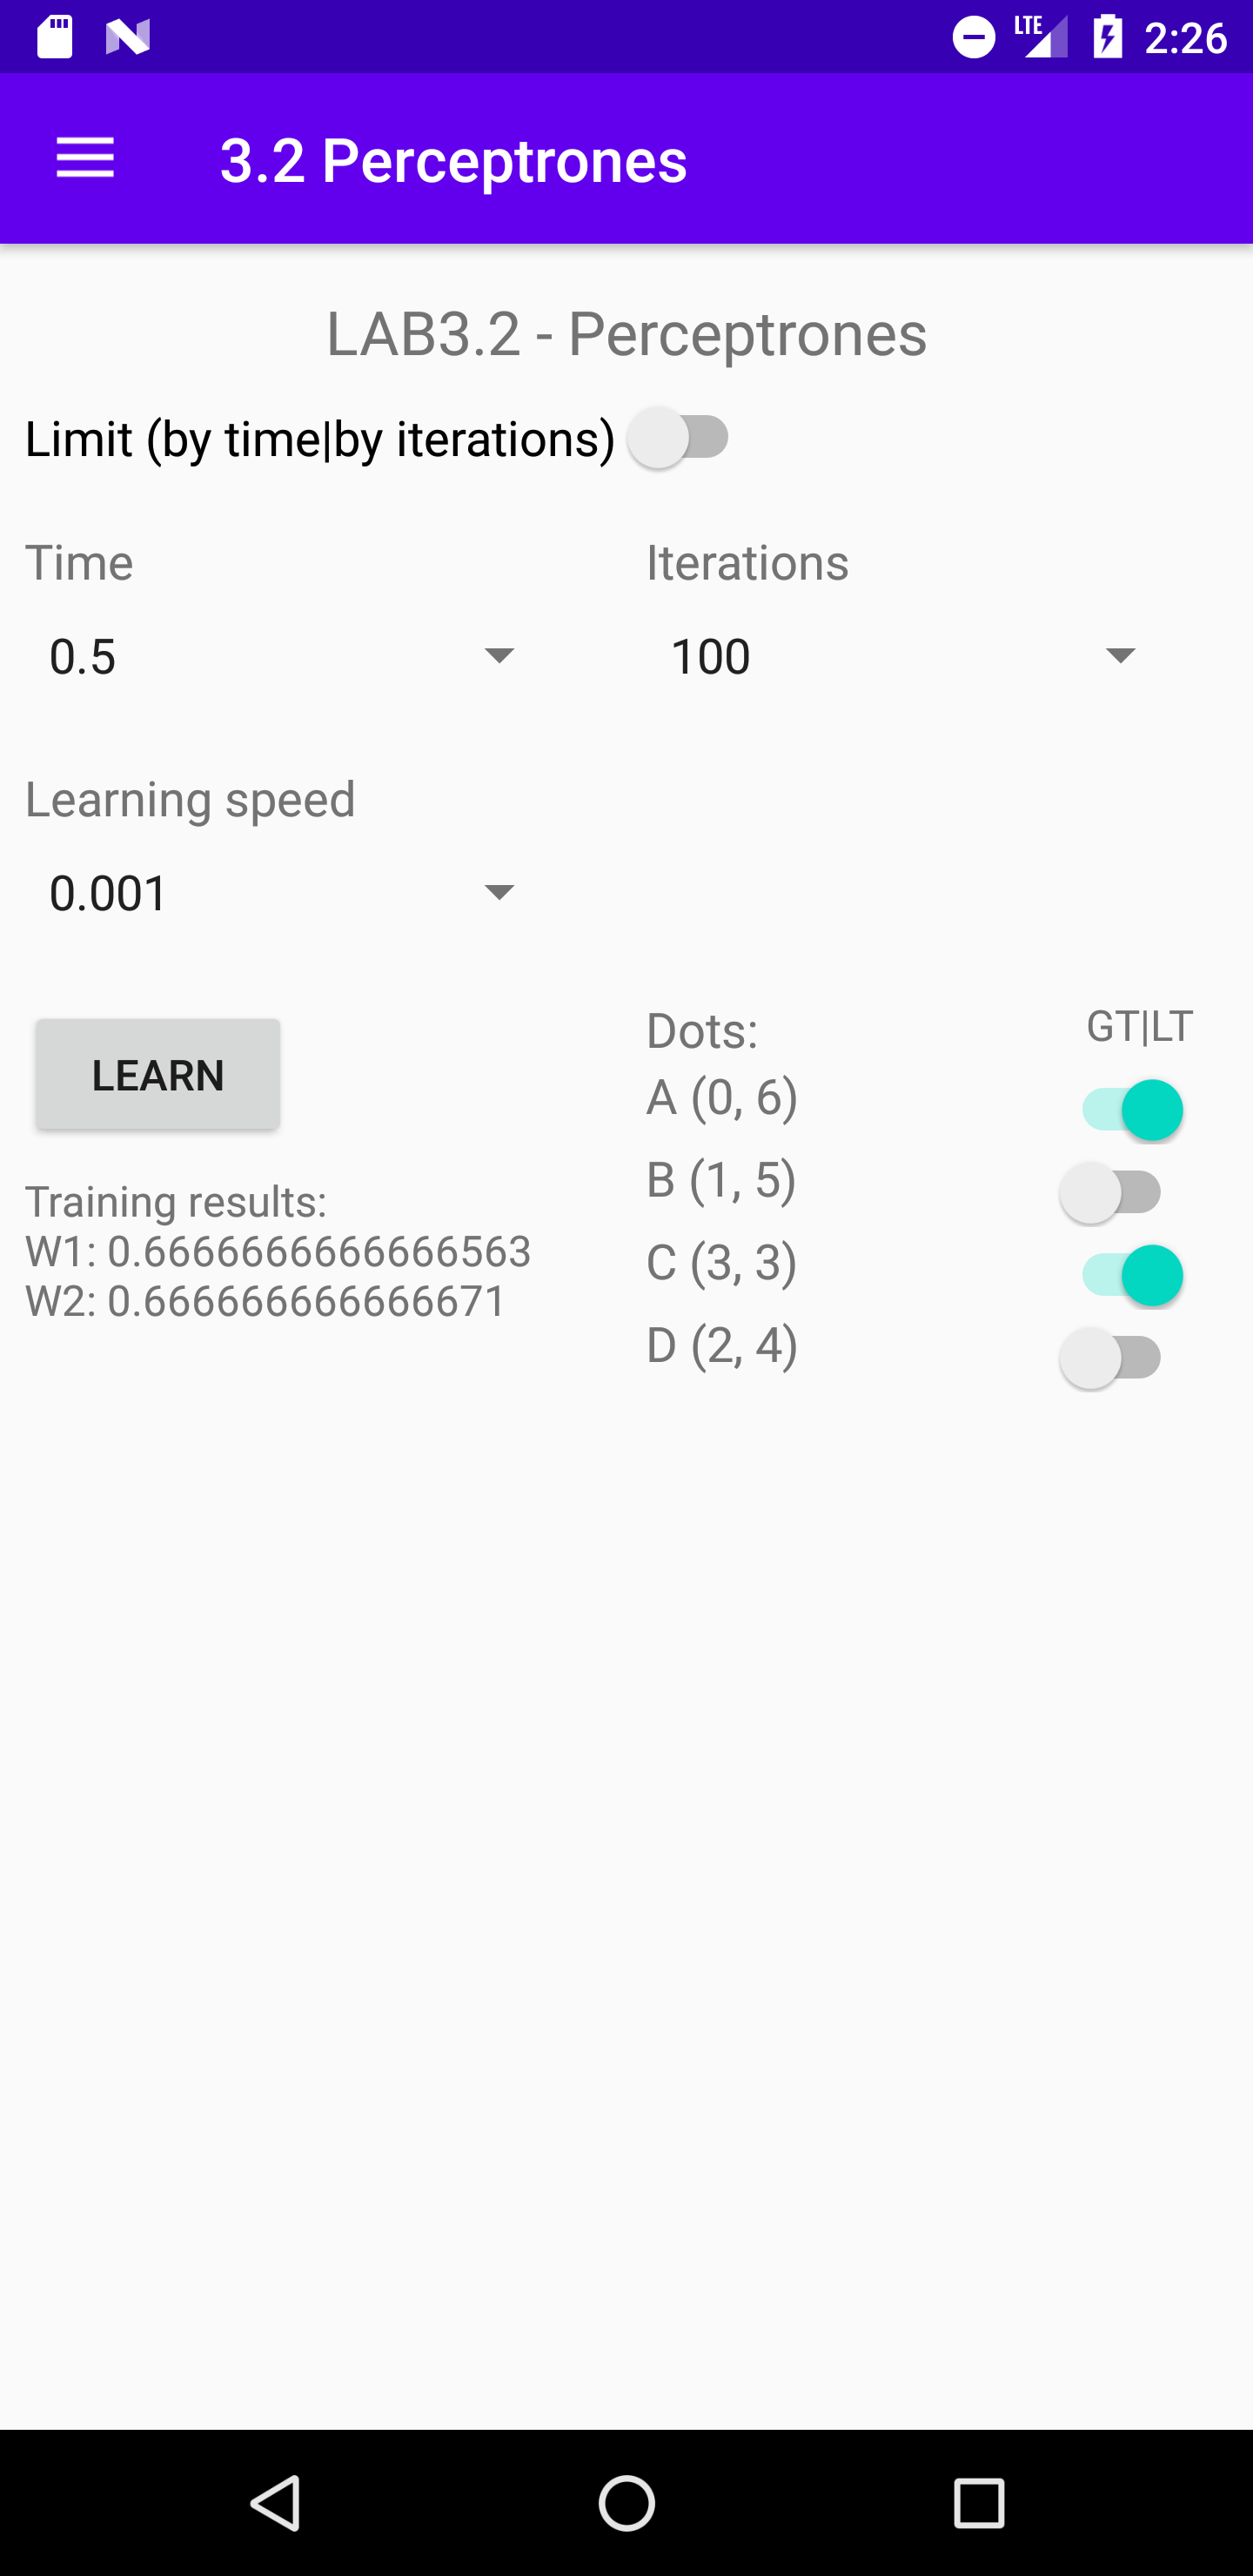 LTE 2:26
3.2 Perceptrones
LAB3.2 - Perceptrones
Limit (by time|by iterations)
Time
Iterations
0.5
100
Learning speed
0.001
LEARN
Training results:
W1: 0.6666666666666563
W2: 0.666666666666671
Dots:
GT|LT
A (0, 6)
B (1, 5)
C (3, 3)
D (2, 4)